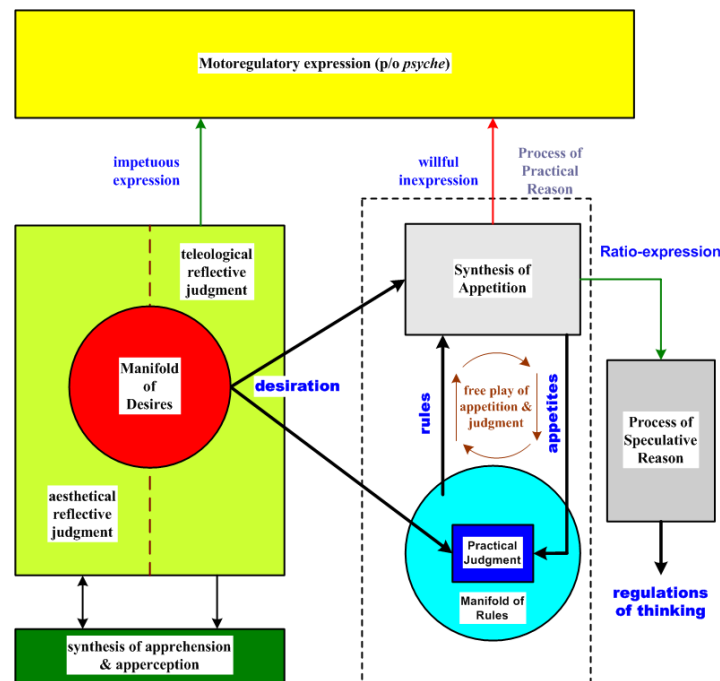 Motoregulatory expression (p/o psyche)
impetuous
expression
willful
inexpression
Process of
Practical
Reason
teleological
reflective
judgment
Synthesis of
Appetition
Ratio-expression
Manifold
of
Desires
desiration
rules
free play of
appetition &
judgment
appetites
Process of
Speculative
Reason
aesthetical
reflective
judgment
Practical
Judgment
Manifold of
Rules
regulations
of thinking
synthesis of apprehension
& apperception